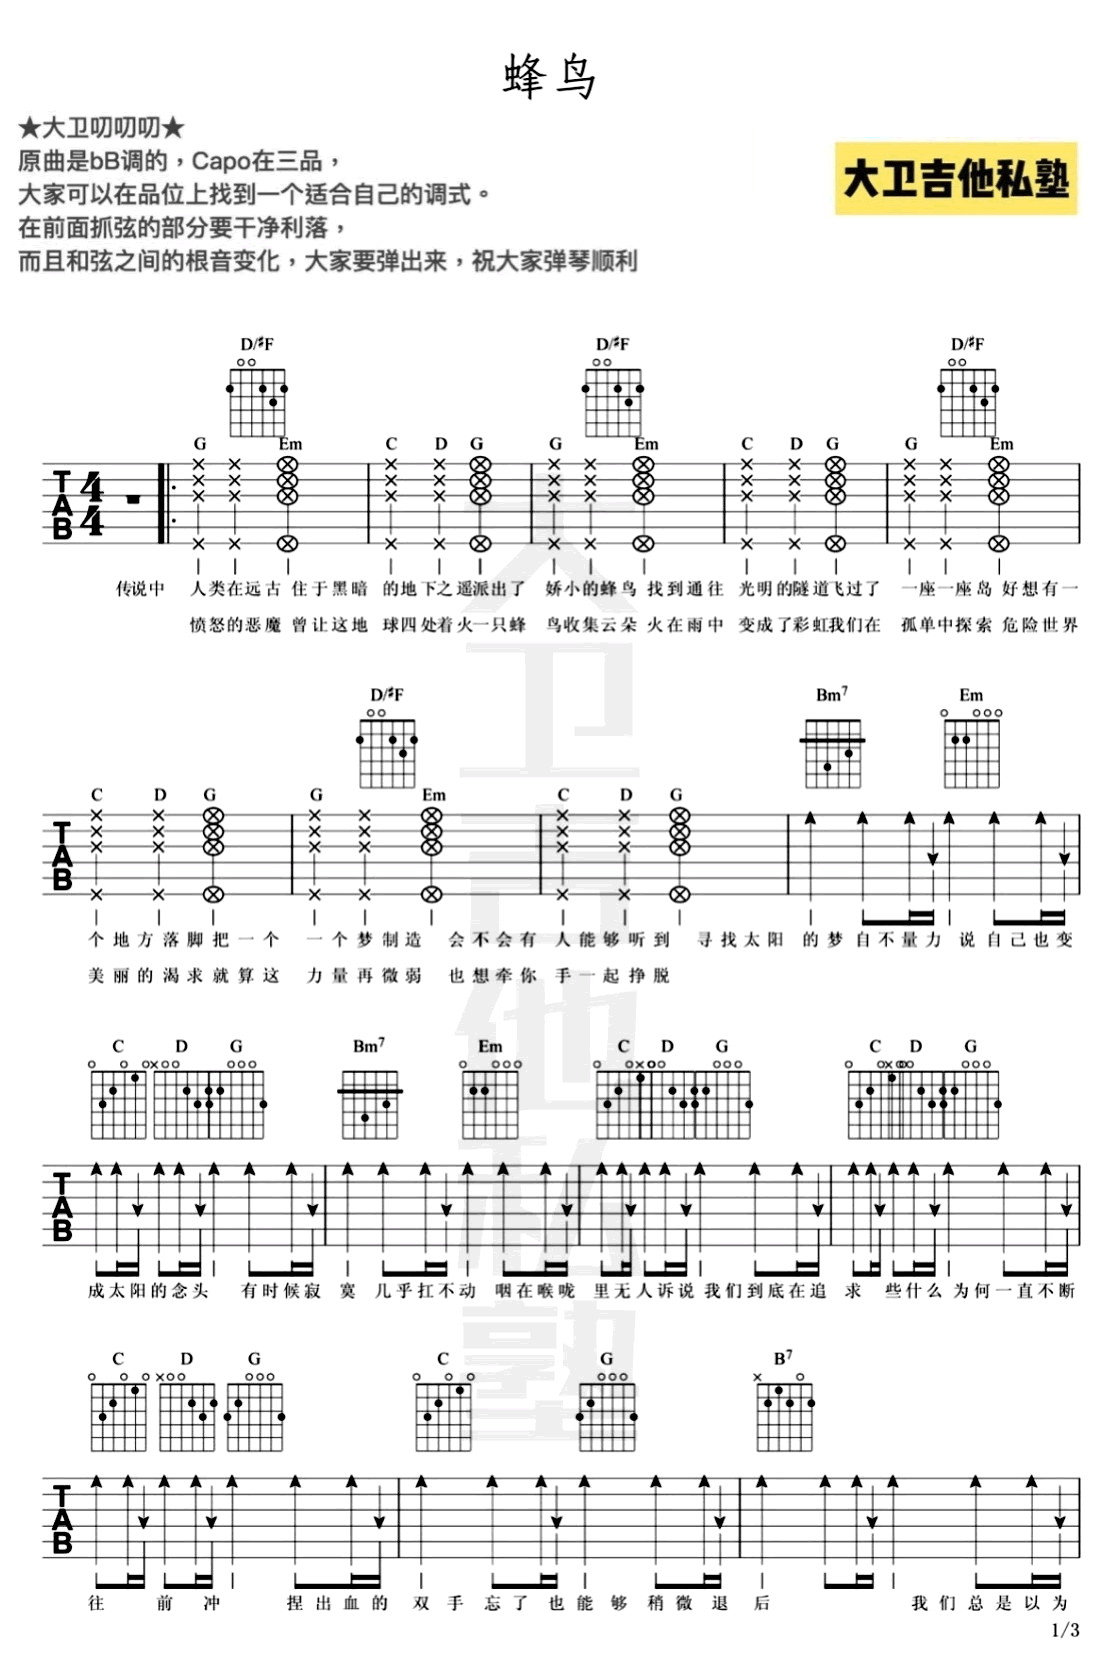 蜂鸟
★大卫叨叨叨★
原曲是bB调的，Capo在三品，
大家可以在品位上找到一个适合自己的调式。
在前面抓弦的部分要干净利落，
而且和弦之间的根音变化，大家要弹出来，祝大家弹琴顺利
大卫吉他私塾
D/♯F D/♯F D/♯F
G Em C D G G Em C D G G Em
T A B 4/4
传说中 人类在远古 住于黑暗 的地下之遥派出了 娇小的蜂鸟 找到通往 光明的隧道飞过了 一座一座岛 好想有一
愤怒的恶魔 曾让这地 球四处着火一只蜂 鸟收集云朵 火在雨中 变成了彩虹我们在 孤单中探索 危险世界
D/♯F Bm7 Em
C D G G Em C D G
T A B
个地方落脚把一个 一个梦制造 会不会有 人能够听到 寻找太阳 的梦自不量力 说自己也变
美丽的渴求就算这 力量再微弱 也想牵你 手一起挣脱
C D G Bm7 Em C D G C D G
T A B
成太阳的念头 有时候寂 寞 几乎扛不动 咽在喉咙 里无人诉说我们到底在追 求 些什么 为何一直不断
C D G C G B7
T A B
往 前 冲 捏出血的 双手忘了也能够稍微退 后 我们总是以为
1/3
大卫吉他私塾